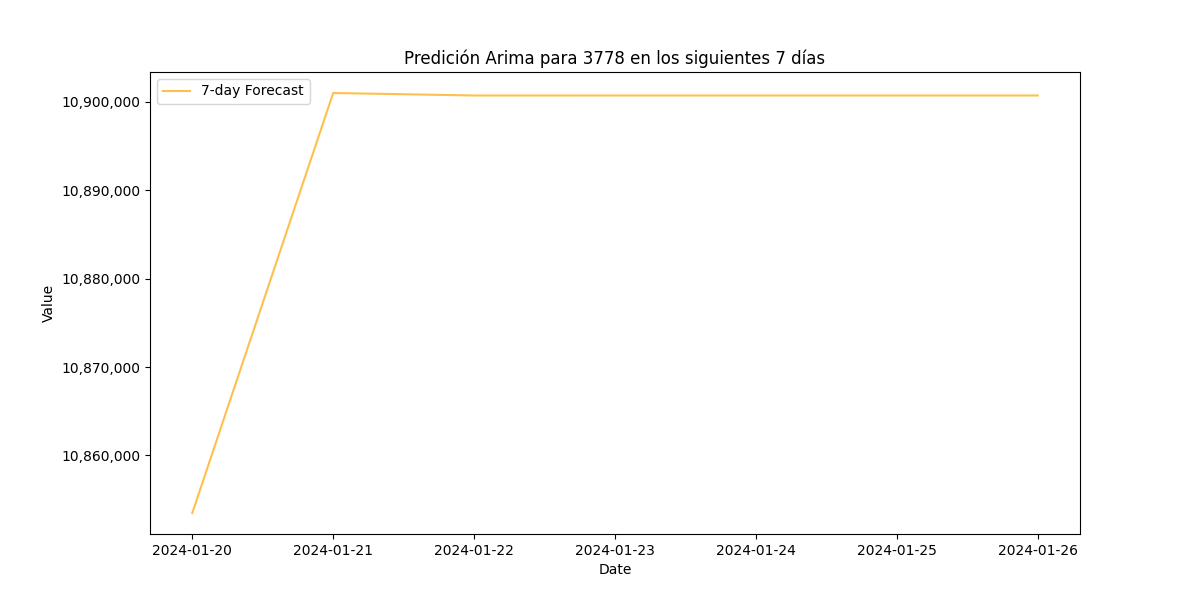 Predición Arima para 3778 en los siguientes 7 días
7-day Forecast
10,900,000
10,890,000
10,880,000
10,870,000
10,860,000
Value
2024-01-20 2024-01-21 2024-01-22 2024-01-23 2024-01-24 2024-01-25 2024-01-26
Date